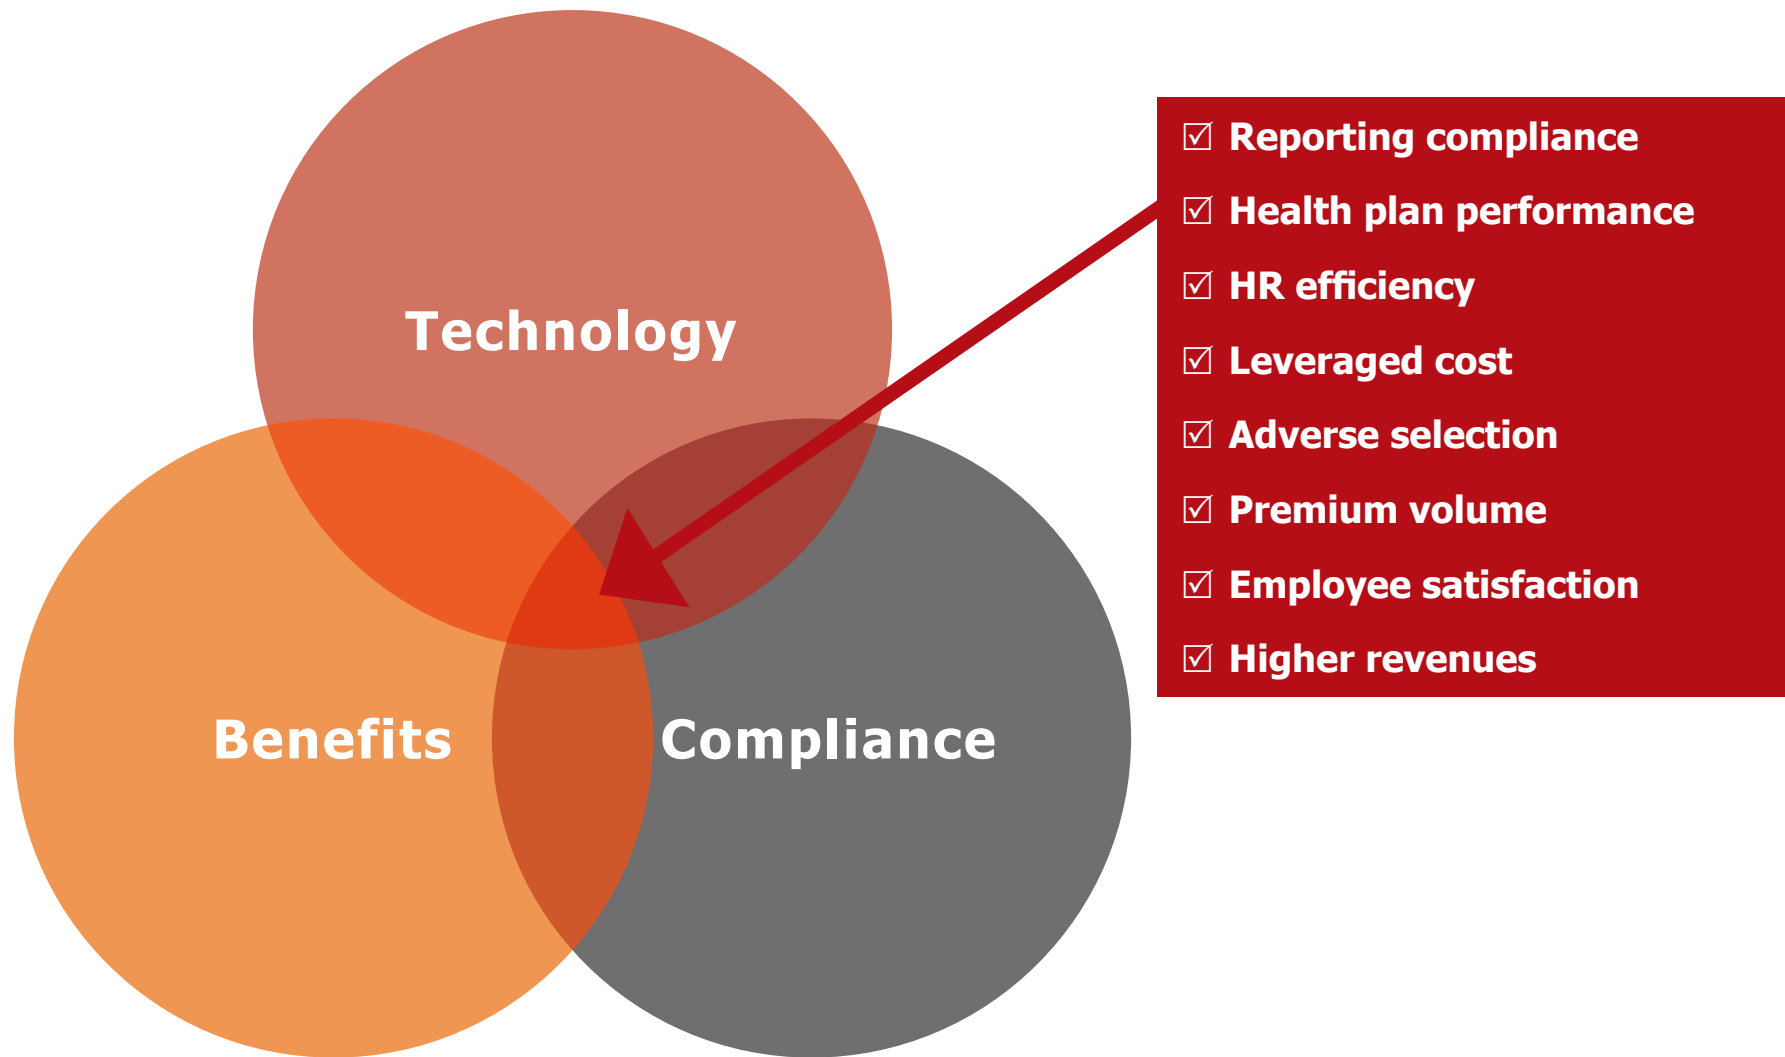 Technology
Benefits
Compliance
☑ Reporting compliance
☑ Health plan performance
☑ HR efficiency
☑ Leveraged cost
☑ Adverse selection
☑ Premium volume
☑ Employee satisfaction
☑ Higher revenues